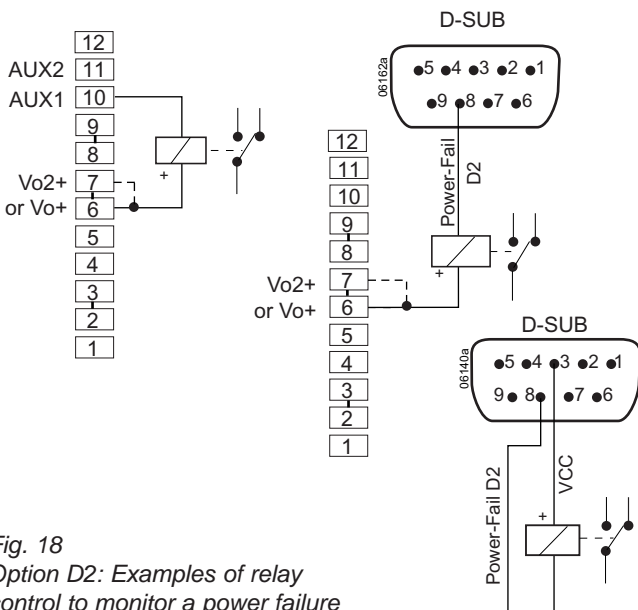 12
AUX2 11
AUX1 10
9
8
Vo2+ 7
or Vo+ 6
5
4
3
2
1
+
D-SUB
06162a
5 4 3 2 1
9 8 7 6
Power-Fail
D2
12
11
10
9
8
Vo2+ 7
or Vo+ 6
5
4
3
2
1
+
D-SUB
06140a
5 4 3 2 1
9 8 7 6
Power-Fail D2
VCC
+
Fig. 18
Option D2: Examples of relay
control to monitor a power failure